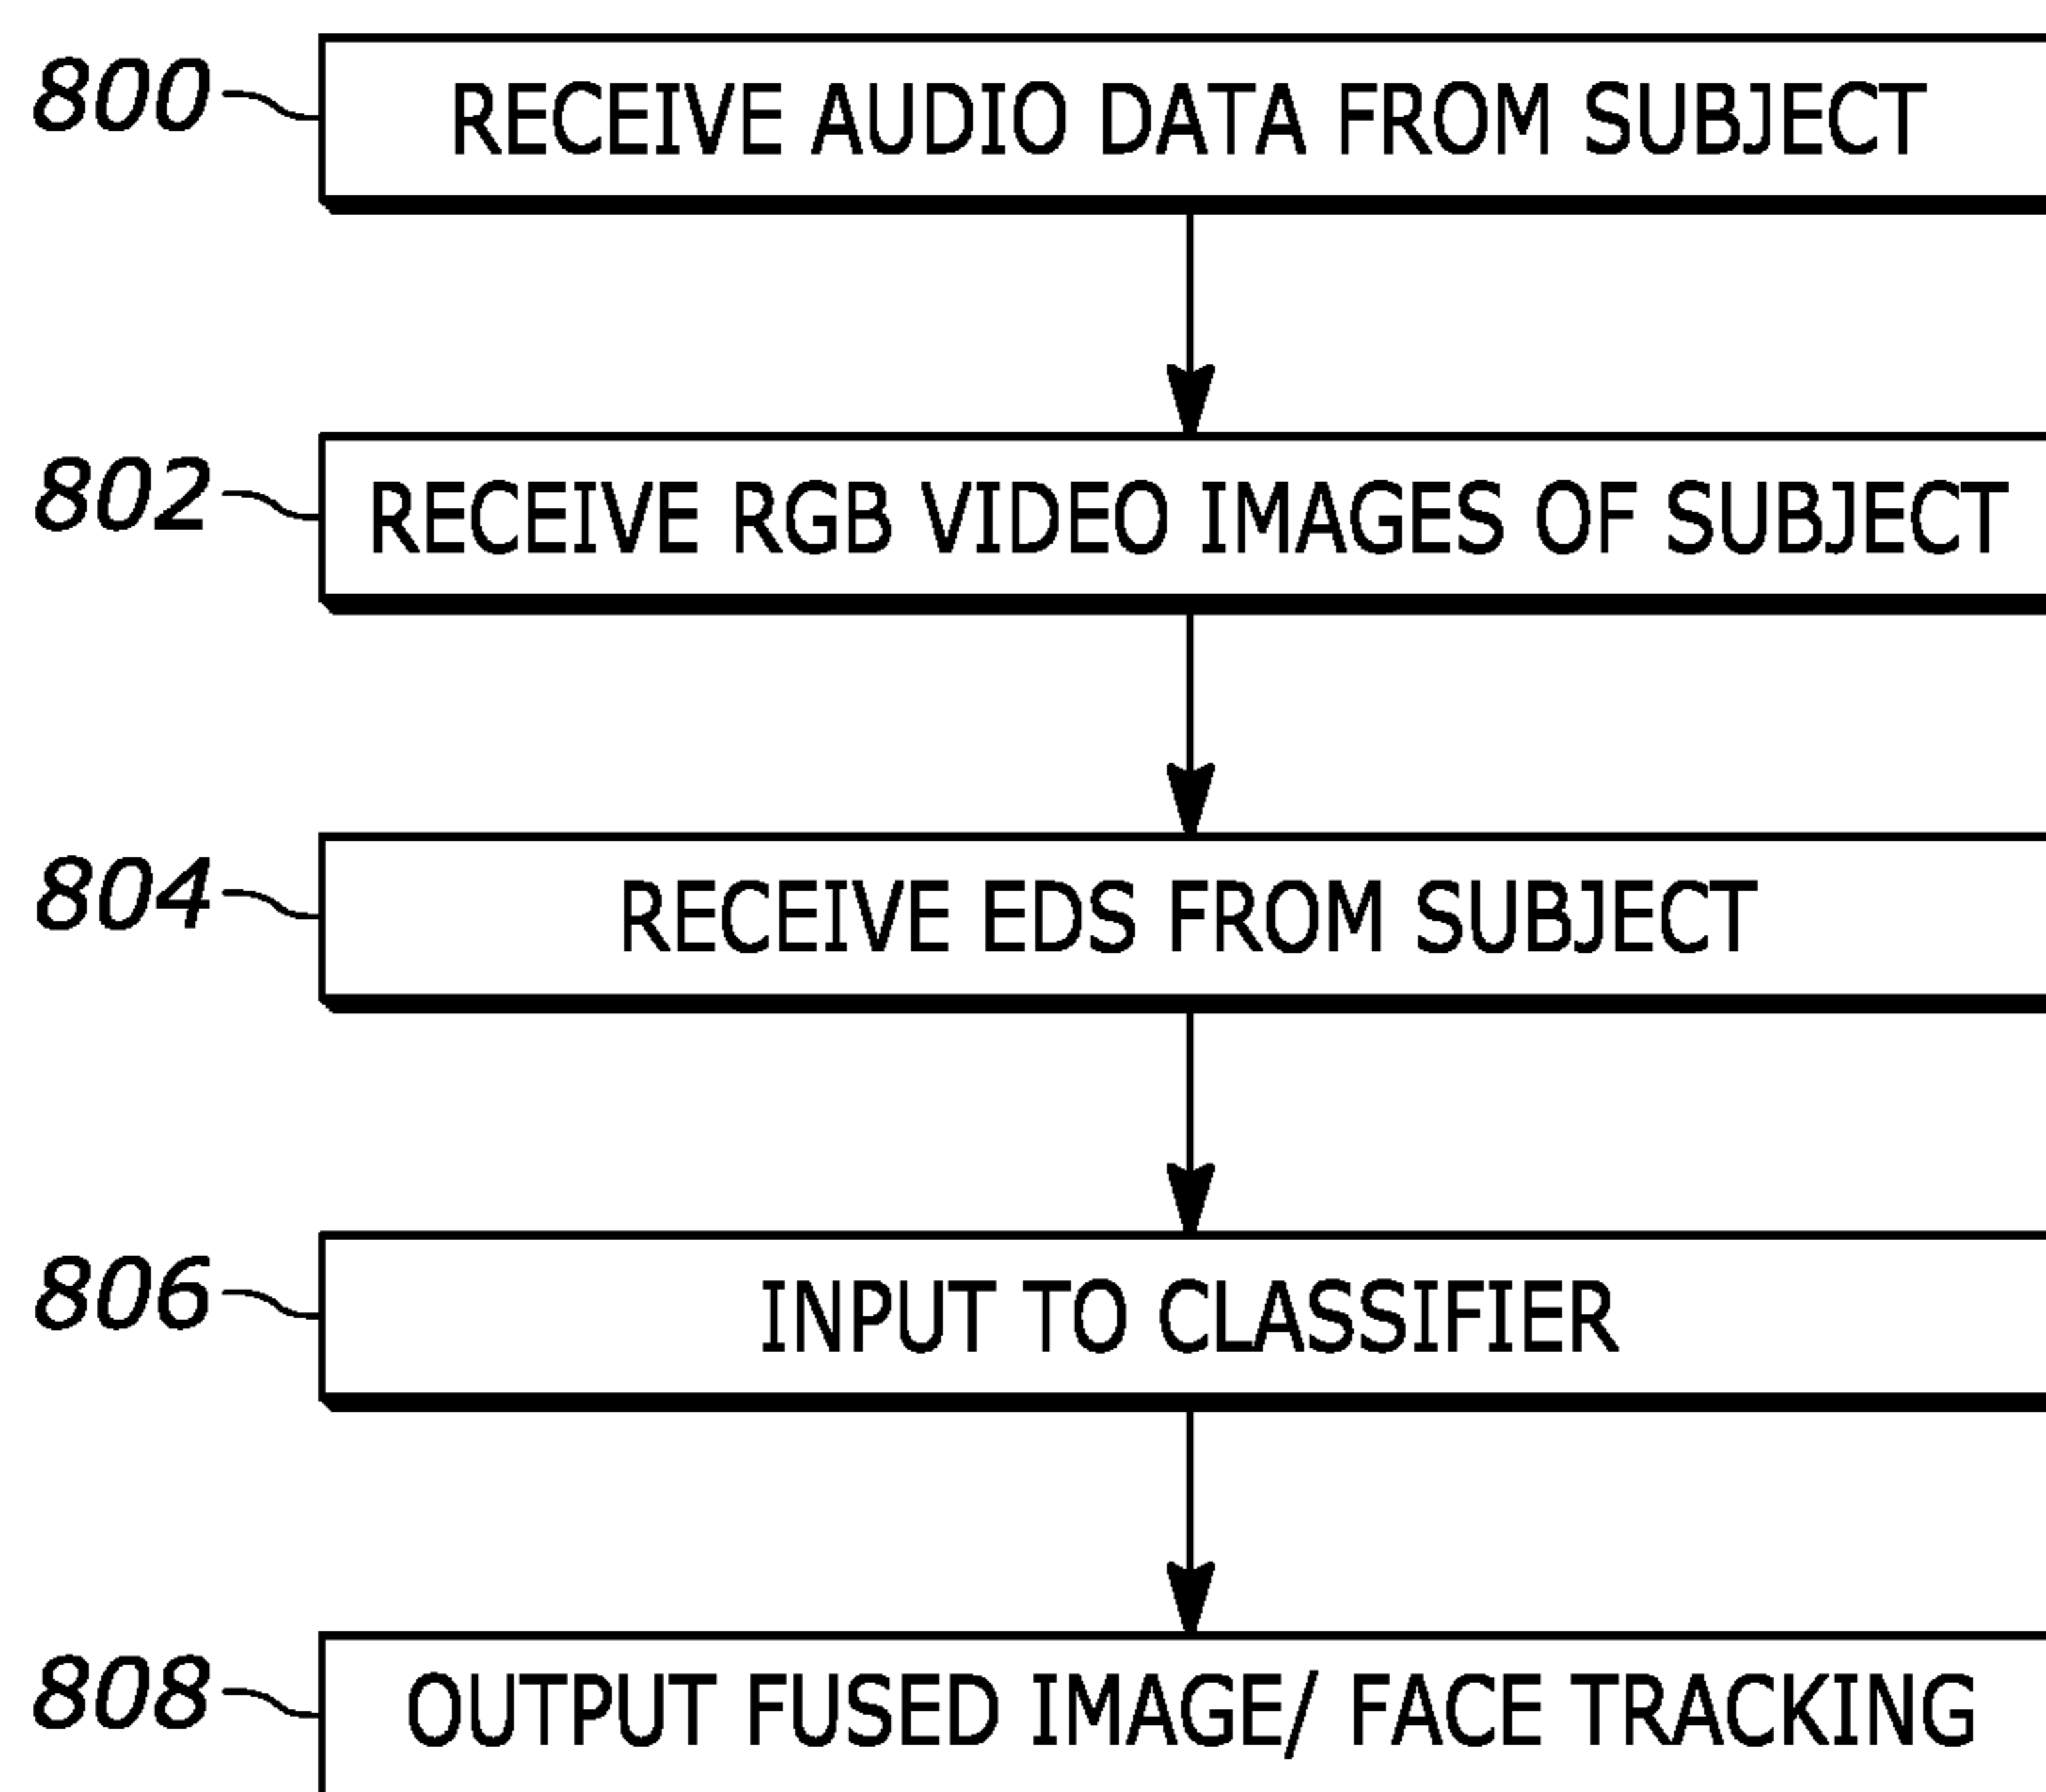 800 RECEIVE AUDIO DATA FROM SUBJECT
802 RECEIVE RGB VIDEO IMAGES OF SUBJECT
804 RECEIVE EDS FROM SUBJECT
806 INPUT TO CLASSIFIER
808 OUTPUT FUSED IMAGE/ FACE TRACKING